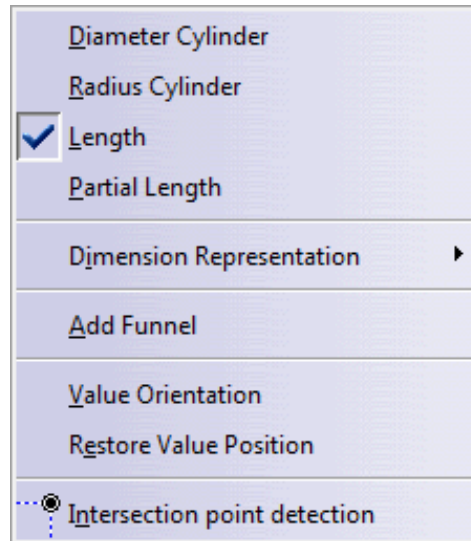 Diameter Cylinder
Radius Cylinder
Length
Partial Length
Dimension Representation
Add Funnel
Value Orientation
Restore Value Position
Intersection point detection